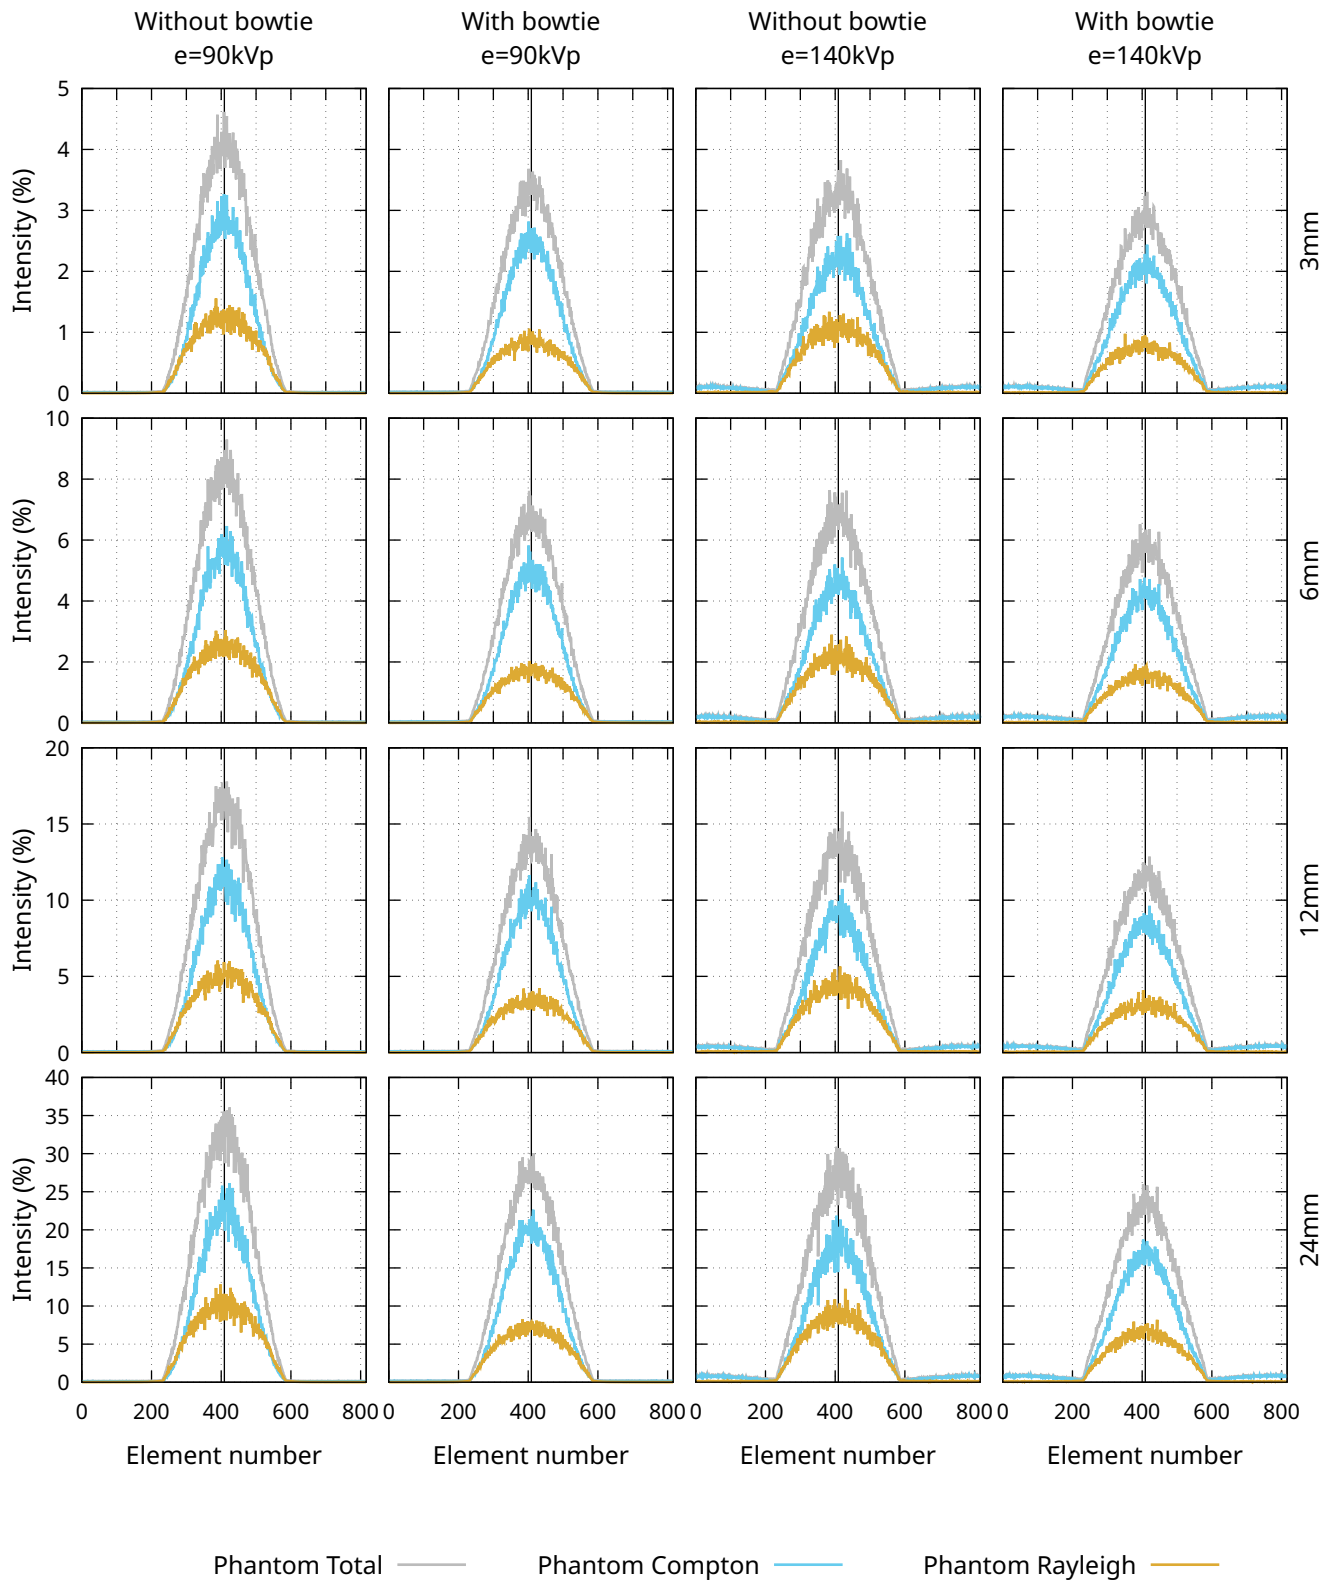 Without bowtie With bowtie Without bowtie With bowtie
e=90kVp e=90kVp e=140kVp e=140kVp
5
4
3
2
1
0
Intensity (%)
3mm
10
8
6
4
2
0
Intensity (%)
6mm
20
15
10
5
0
Intensity (%)
12mm
40
35
30
25
20
15
10
5
0
Intensity (%)
24mm
0 200 400 600 800 0 200 400 600 800 0 200 400 600 800 0 200 400 600 800
Element number Element number Element number Element number
Phantom Total Phantom Compton Phantom Rayleigh